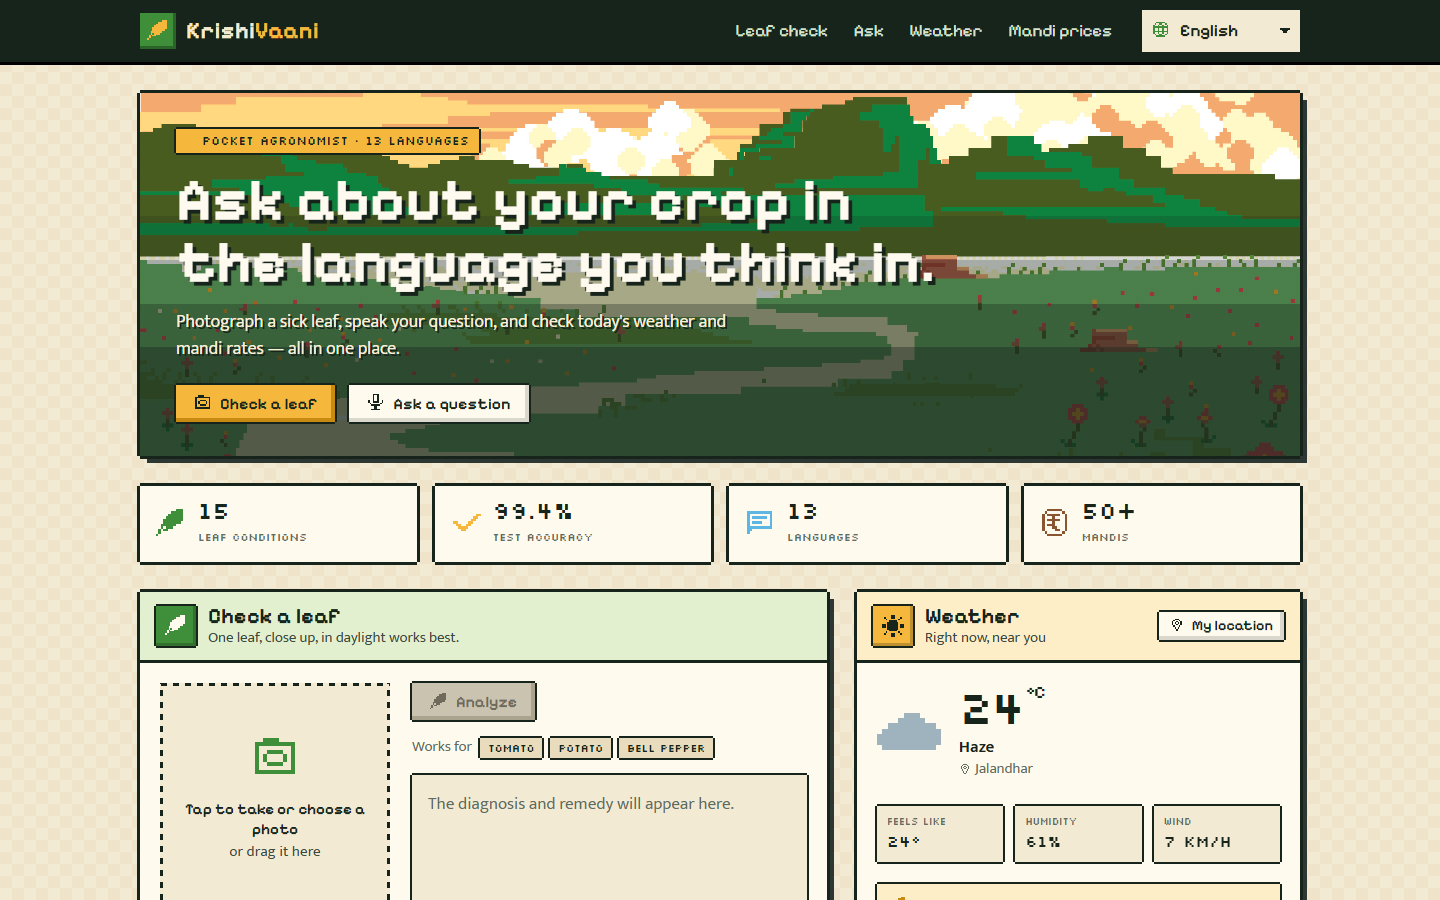 KrishiVaani
Leaf check
Ask
Weather
Mandi prices
English
POCKET AGRONOMIST · 13 LANGUAGES
Ask about your crop in
the language you think in.
Photograph a sick leaf, speak your question, and check today's weather and
mandi rates — all in one place.
Check a leaf
Ask a question
15
LEAF CONDITIONS
99.4%
TEST ACCURACY
13
LANGUAGES
50+
MANDIS
Check a leaf
One leaf, close up, in daylight works best.
Tap to take or choose a
photo
or drag it here
Analyze
Works for
TOMATO
POTATO
BELL PEPPER
The diagnosis and remedy will appear here.
Weather
Right now, near you
My location
24°C
Haze
Jalandhar
FEELS LIKE
24°
HUMIDITY
61%
WIND
7 KM/H